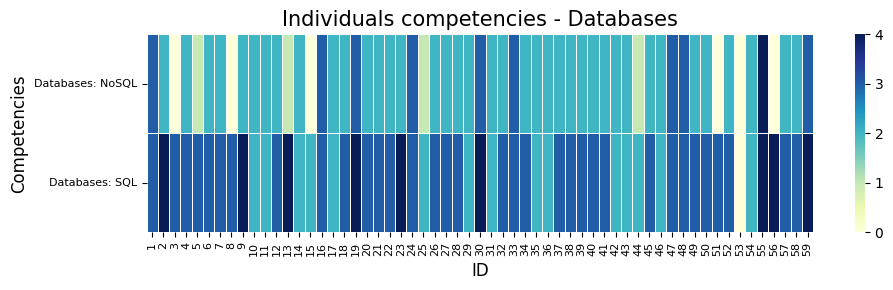 Individuals competencies - Databases
Competencies
Databases: NoSQL
Databases: SQL
1 2 3 4 5 6 7 8 9 10 11 12 13 14 15 16 17 18 19 20 21 22 23 24 25 26 27 28 29 30 31 32 33 34 35 36 37 38 39 40 41 42 43 44 45 46 47 48 49 50 51 52 53 54 55 56 57 58 59
ID
4
3
2
1
0